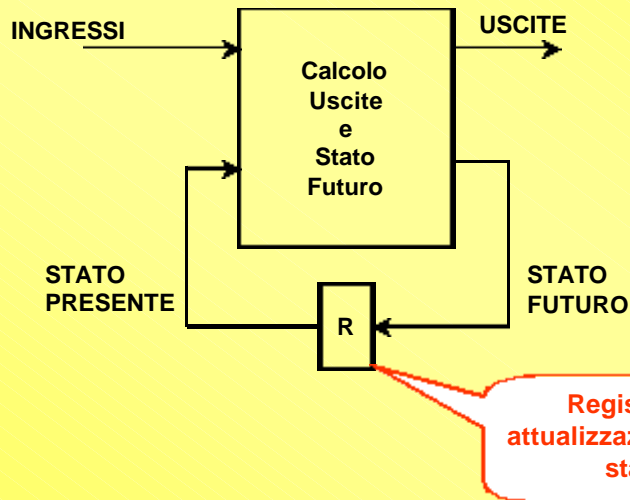 INGRESSI
USCITE
Calcolo
Uscite
e
Stato
Futuro
STATO
PRESENTE
STATO
FUTURO
R